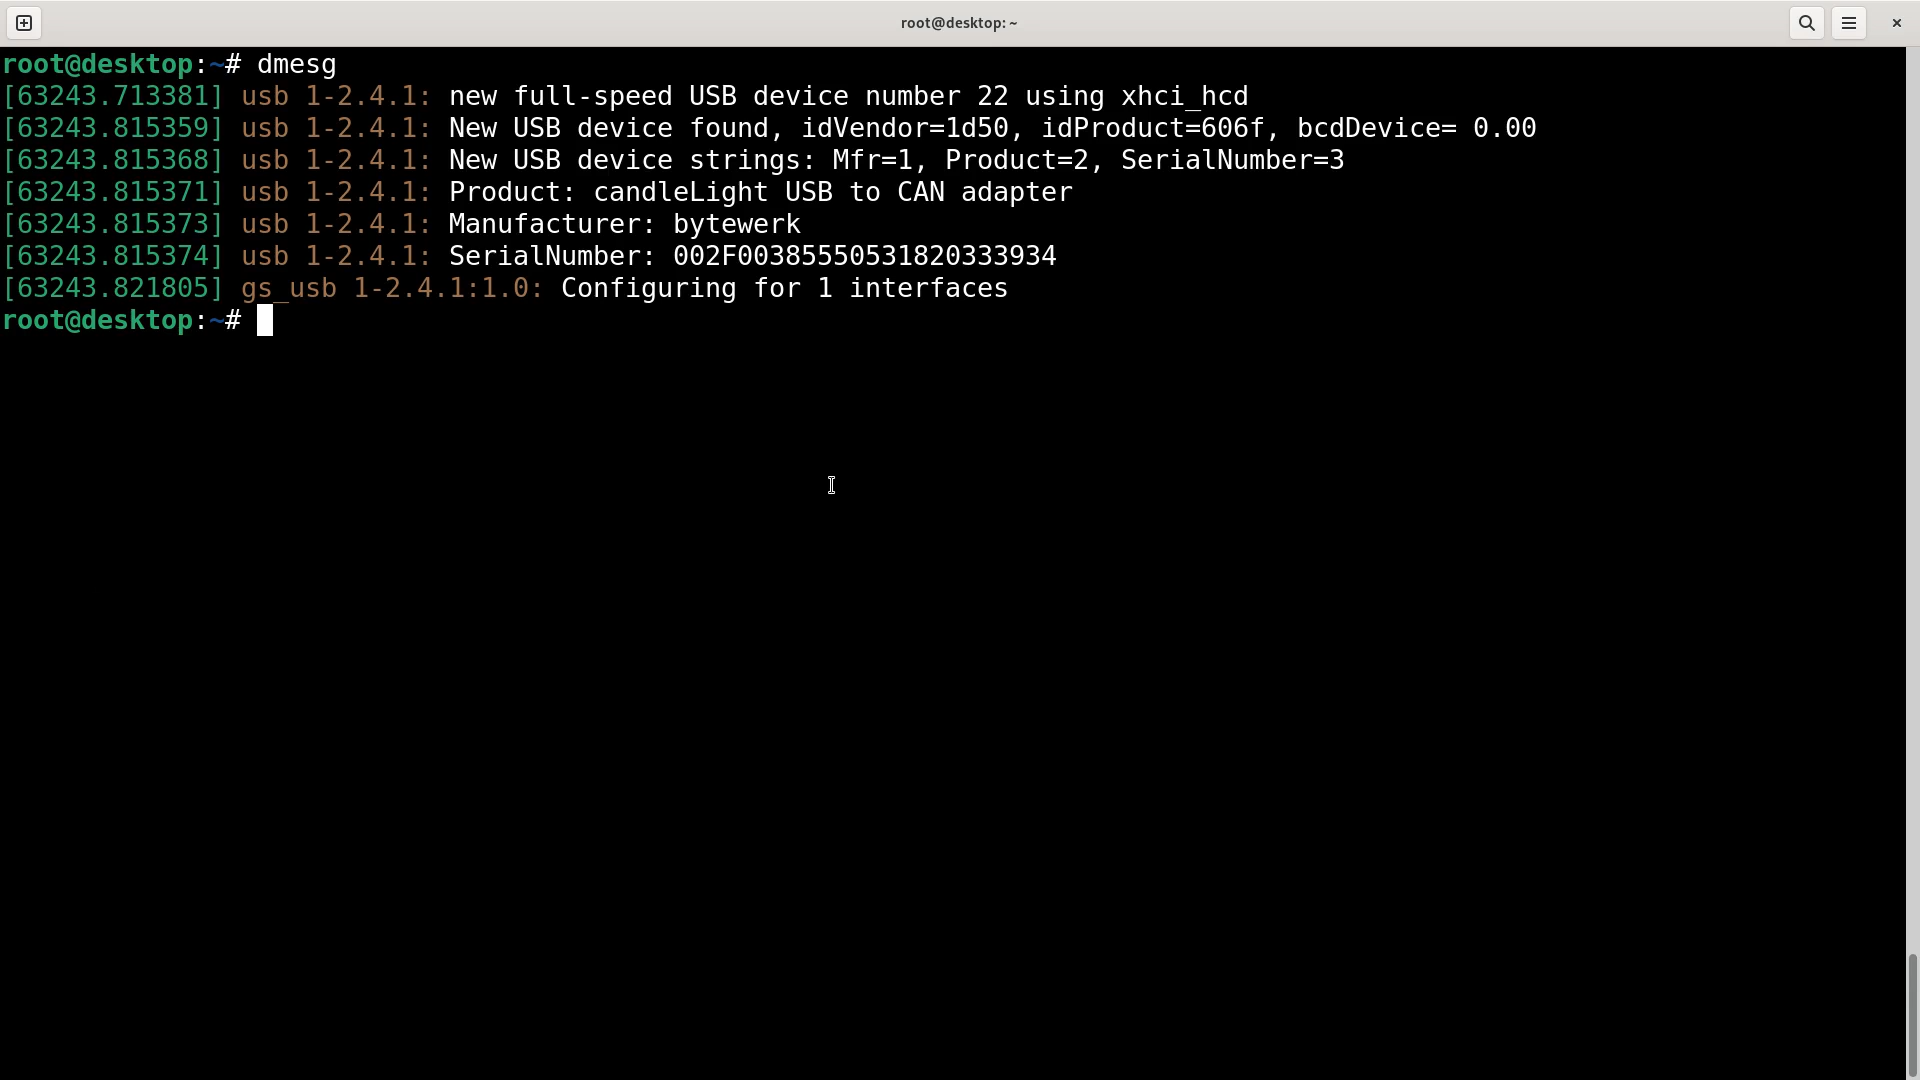 root@desktop: ~
root@desktop:~# dmesg
[63243.713381] usb 1-2.4.1: new full-speed USB device number 22 using xhci_hcd
[63243.815359] usb 1-2.4.1: New USB device found, idVendor=1d50, idProduct=606f, bcdDevice= 0.00
[63243.815368] usb 1-2.4.1: New USB device strings: Mfr=1, Product=2, SerialNumber=3
[63243.815371] usb 1-2.4.1: Product: candleLight USB to CAN adapter
[63243.815373] usb 1-2.4.1: Manufacturer: bytewerk
[63243.815374] usb 1-2.4.1: SerialNumber: 002F00385550531820333934
[63243.821805] gs_usb 1-2.4.1:1.0: Configuring for 1 interfaces
root@desktop:~#